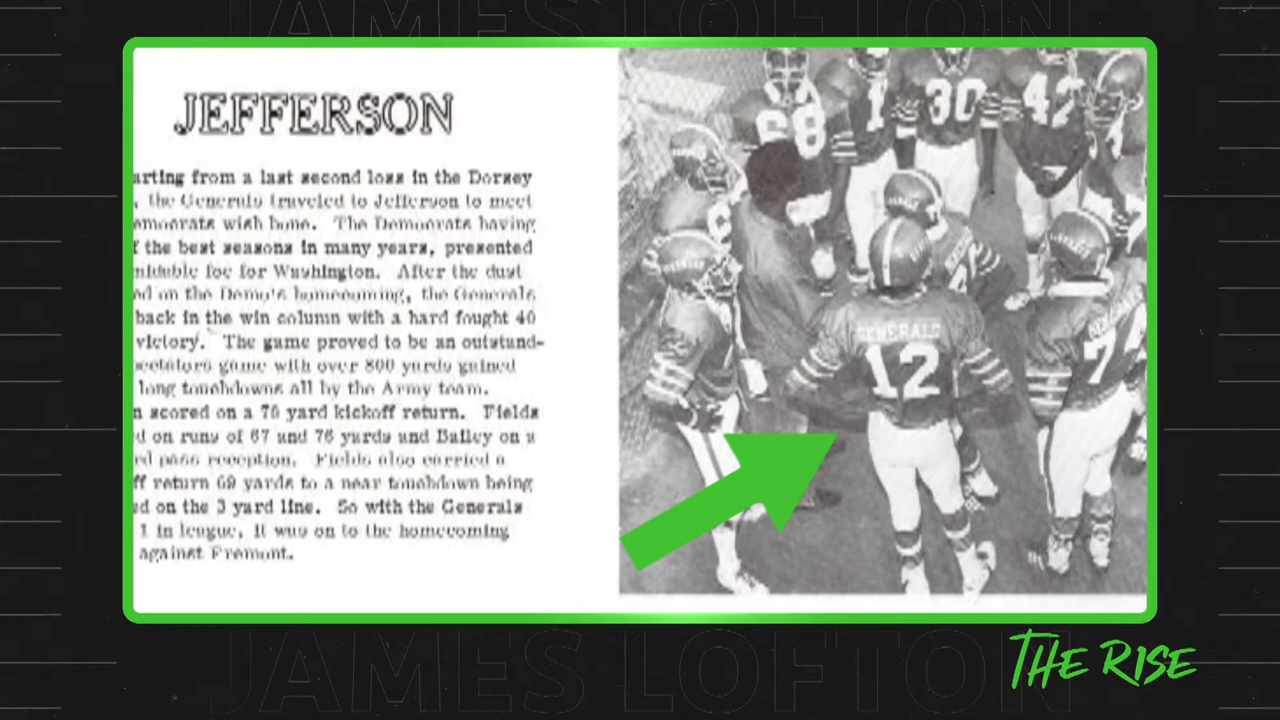 JAMES LOFTON
JEFFERSON
arting from a last second loss in the Dorsey
, the Generals traveled to Jefferson to meet
emocrats wish bone. The Democrats having
f the best seasons in many years, presented
midable foe for Washington. After the dust
ed on the Demo's homecoming, the Generals
back in the win column with a hard fought 40
victory. The game proved to be an outstand-
pectators game with over 800 yards gained
long touchdowns all by the Army team.
n scored on a 76 yard kickoff return. Fields
d on runs of 67 and 76 yards and Bailey on a
ed pass reception. Fields also carried a
ff return 69 yards to a near touchdown being
d on the 3 yard line. So with the Generals
1 in league, it was on to the homecoming
against Fremont.
68
1
30
42
GENERALS
12
7
THE RISE
JAMES LOFTON